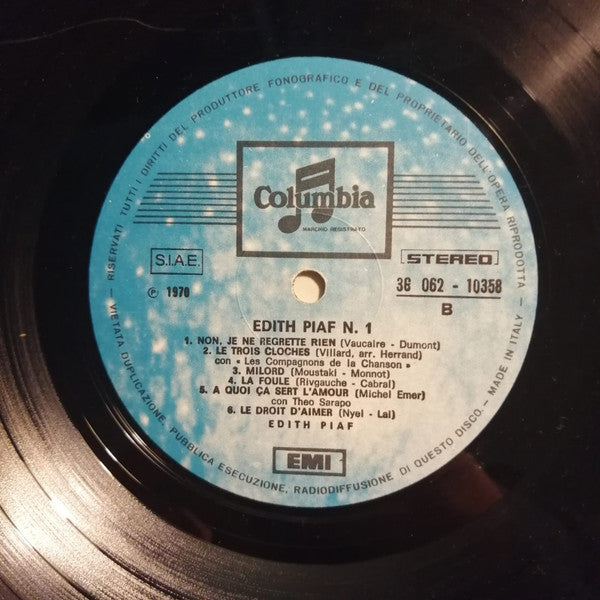 RISERVATI TUTTI I DIRITTI DEL PRODUTTORE FONOGRAFICO E DEL PROPRIETARIO DELL'OPERA RIPRODOTTA
Columbia
MARCHIO REGISTRATO
S.I.A.E.
STEREO
℗ 1970
36 062 - 10358
B
EDITH PIAF N. 1
1. NON, JE NE REGRETTE RIEN (Vaucaire - Dumont)
2. LE TROIS CLOCHES (Villard, arr. Herrand)
con « Les Compagnons de la Chanson »
3. MILORD (Moustaki - Monnot)
4. LA FOULE (Rivgauche - Cabral)
5. A QUOI ÇA SERT L'AMOUR (Michel Emer)
con Theo Sarapo
6. LE DROIT D'AIMER (Nyel - Lai)
EDITH PIAF
EMI
VIETATA DUPLICAZIONE, PUBBLICA ESECUZIONE, RADIODIFFUSIONE DI QUESTO DISCO. - MADE IN ITALY -